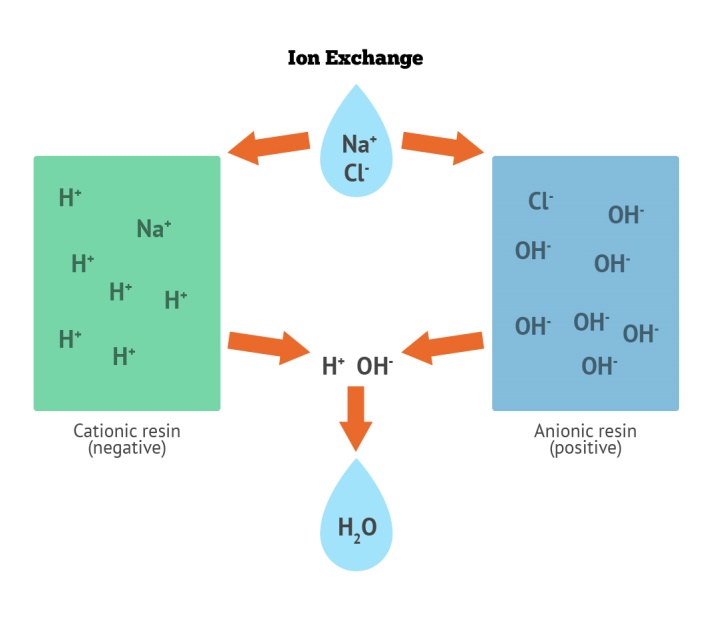 Ion Exchange
Na⁺
Cl⁻
H⁺
Na⁺
H⁺
H⁺
H⁺
H⁺
H⁺
Cationic resin
(negative)
Cl⁻
OH⁻
OH⁻
OH⁻
OH⁻
OH⁻
OH⁻
OH⁻
Anionic resin
(positive)
H⁺ OH⁻
H₂O